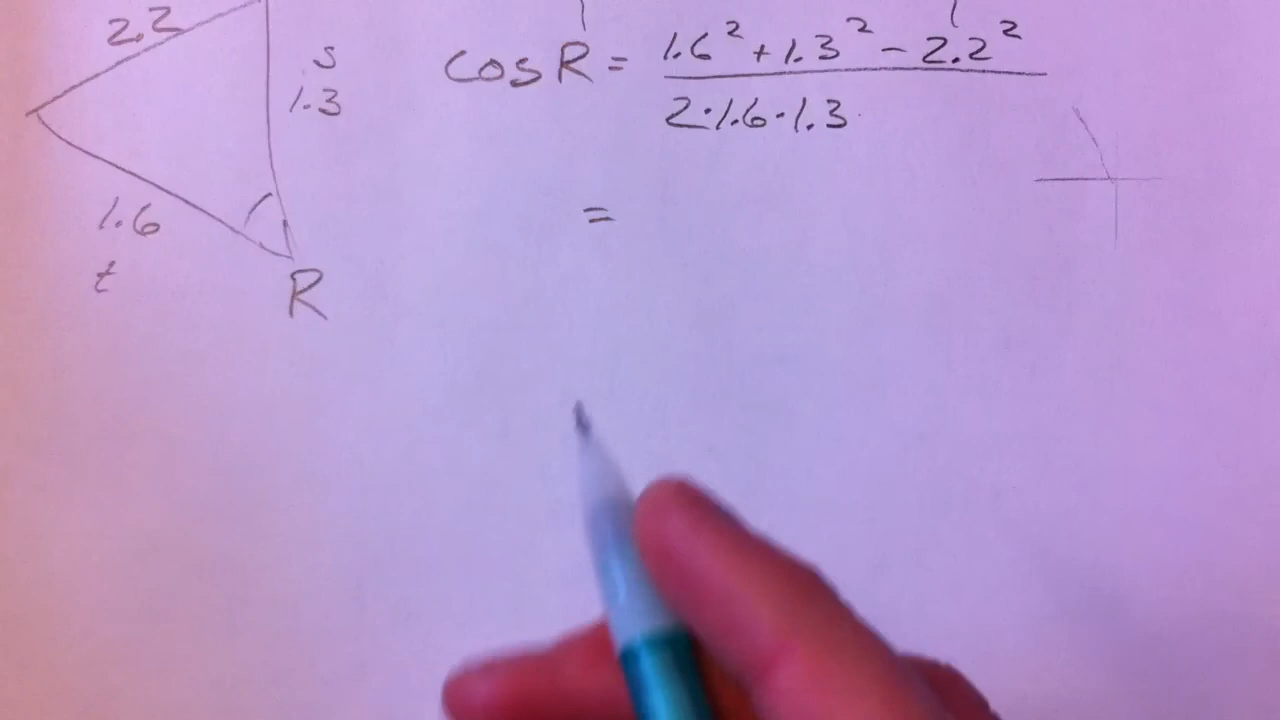 2.2
s
1.3
1.6
t
R
cos R = 1.6² + 1.3² - 2.2²
2·1.6·1.3
=